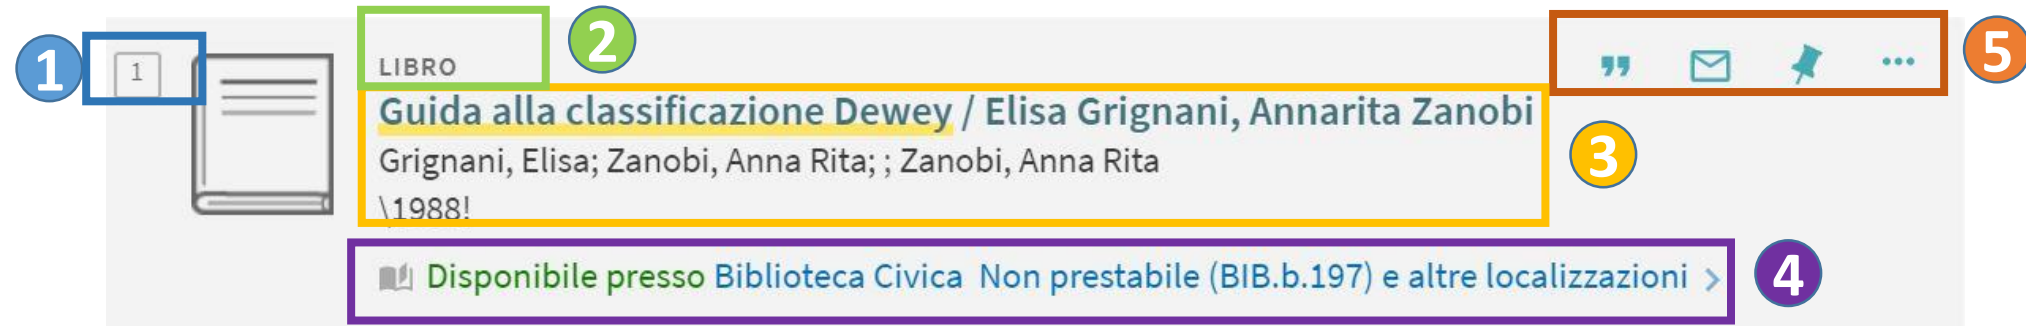 1
1
2
LIBRO
5
Guida alla classificazione Dewey / Elisa Grignani, Annarita Zanobi
Grignani, Elisa; Zanobi, Anna Rita; ; Zanobi, Anna Rita
3
\1988!
Disponibile presso Biblioteca Civica Non prestabile (BIB.b.197) e altre localizzazioni >
4